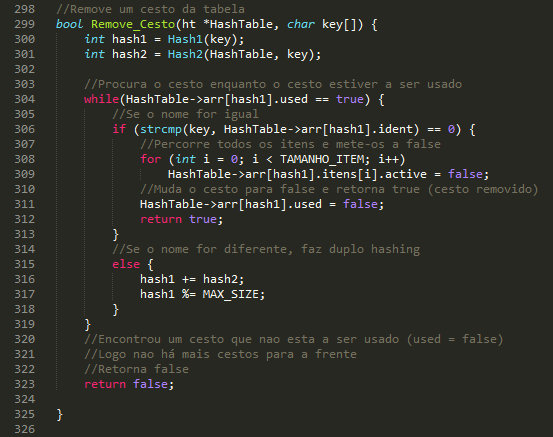 298 //Remove um cesto da tabela
299 bool Remove_Cesto(ht *HashTable, char key[]) {
300     int hash1 = Hash1(key);
301     int hash2 = Hash2(HashTable, key);
302
303     //Procura o cesto enquanto o cesto estiver a ser usado
304     while(HashTable->arr[hash1].used == true) {
305         //Se o nome for igual
306         if (strcmp(key, HashTable->arr[hash1].ident) == 0) {
307             //Percorre todos os itens e mete-os a false
308             for (int i = 0; i < TAMANHO_ITEM; i++)
309                 HashTable->arr[hash1].itens[i].active = false;
310             //Muda o cesto para false e retorna true (cesto removido)
311             HashTable->arr[hash1].used = false;
312             return true;
313         }
314         //Se o nome for diferente, faz duplo hashing
315         else {
316             hash1 += hash2;
317             hash1 %= MAX_SIZE;
318         }
319     }
320     //Encontrou um cesto que nao esta a ser usado (used = false)
321     //Logo nao há mais cestos para a frente
322     //Retorna false
323     return false;
324
325 }
326